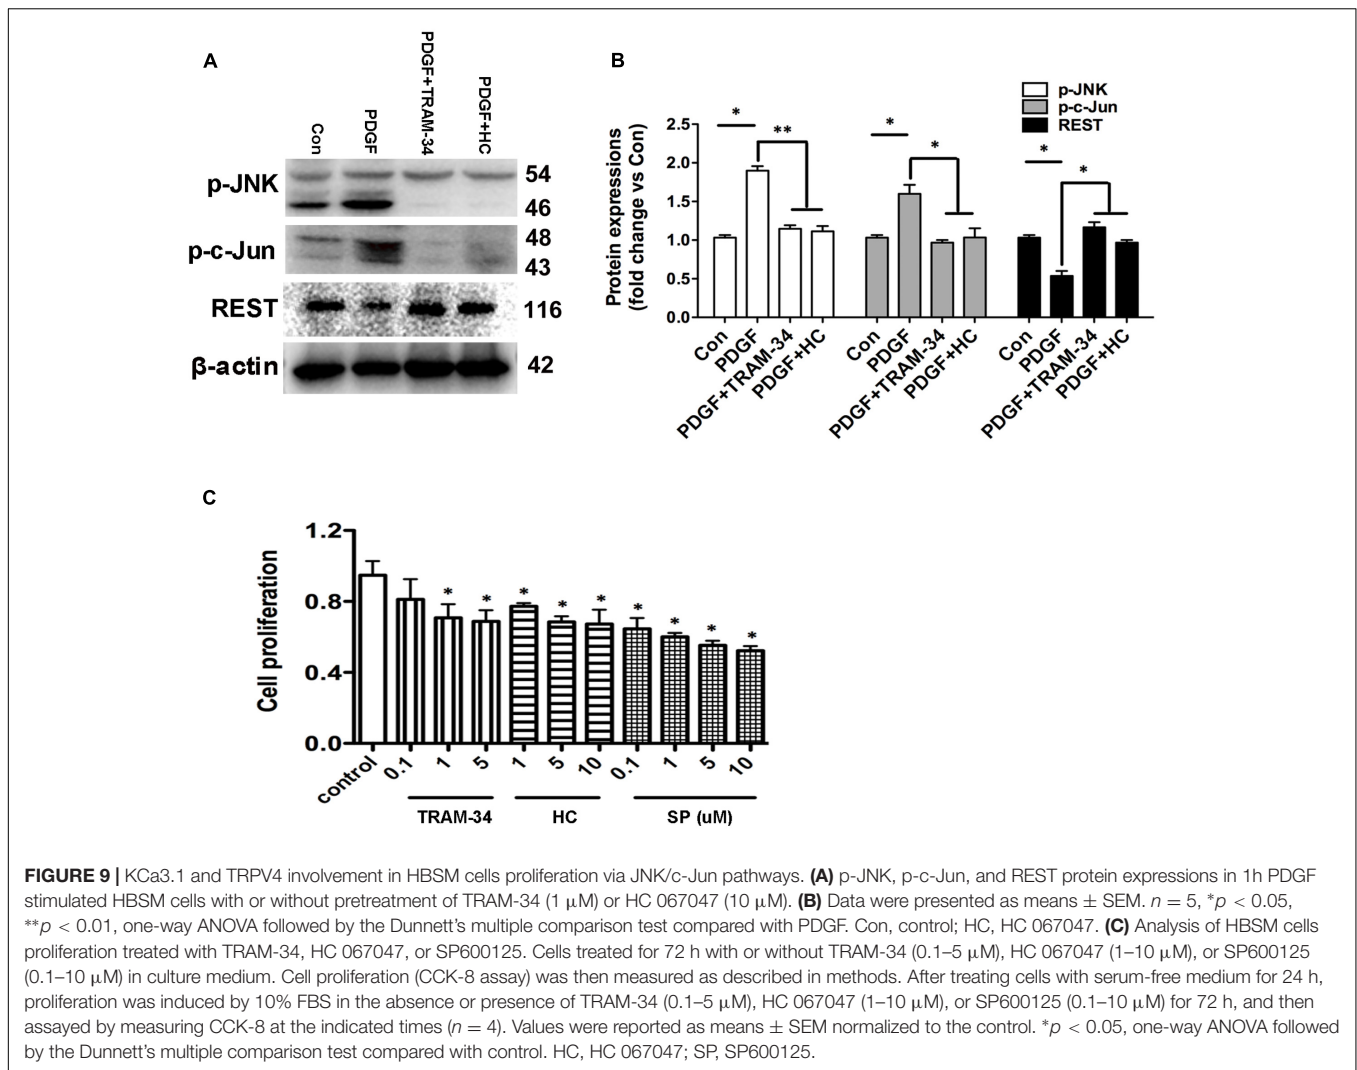 A
Con
PDGF
PDGF+TRAM-34
PDGF+HC
p-JNK
54
46
p-c-Jun
48
43
REST
116
β-actin
42
B
p-JNK
p-c-Jun
REST
Protein expressions
(fold change vs Con)
2.5
2.0
1.5
1.0
0.5
0.0
* ** * * * *
Con PDGF PDGF+TRAM-34 PDGF+HC Con PDGF PDGF+TRAM-34 PDGF+HC Con PDGF PDGF+TRAM-34 PDGF+HC
C
Cell proliferation
1.2
0.8
0.4
0.0
* * * * * * * * *
control 0.1 1 5 1 5 10 0.1 1 5 10
TRAM-34 HC SP (uM)
FIGURE 9 | KCa3.1 and TRPV4 involvement in HBSM cells proliferation via JNK/c-Jun pathways. (A) p-JNK, p-c-Jun, and REST protein expressions in 1h PDGF
stimulated HBSM cells with or without pretreatment of TRAM-34 (1 μM) or HC 067047 (10 μM). (B) Data were presented as means ± SEM. n = 5, *p < 0.05,
**p < 0.01, one-way ANOVA followed by the Dunnett's multiple comparison test compared with PDGF. Con, control; HC, HC 067047. (C) Analysis of HBSM cells
proliferation treated with TRAM-34, HC 067047, or SP600125. Cells treated for 72 h with or without TRAM-34 (0.1–5 μM), HC 067047 (1–10 μM), or SP600125
(0.1–10 μM) in culture medium. Cell proliferation (CCK-8 assay) was then measured as described in methods. After treating cells with serum-free medium for 24 h,
proliferation was induced by 10% FBS in the absence or presence of TRAM-34 (0.1–5 μM), HC 067047 (1–10 μM), or SP600125 (0.1–10 μM) for 72 h, and then
assayed by measuring CCK-8 at the indicated times (n = 4). Values were reported as means ± SEM normalized to the control. *p < 0.05, one-way ANOVA followed
by the Dunnett's multiple comparison test compared with control. HC, HC 067047; SP, SP600125.